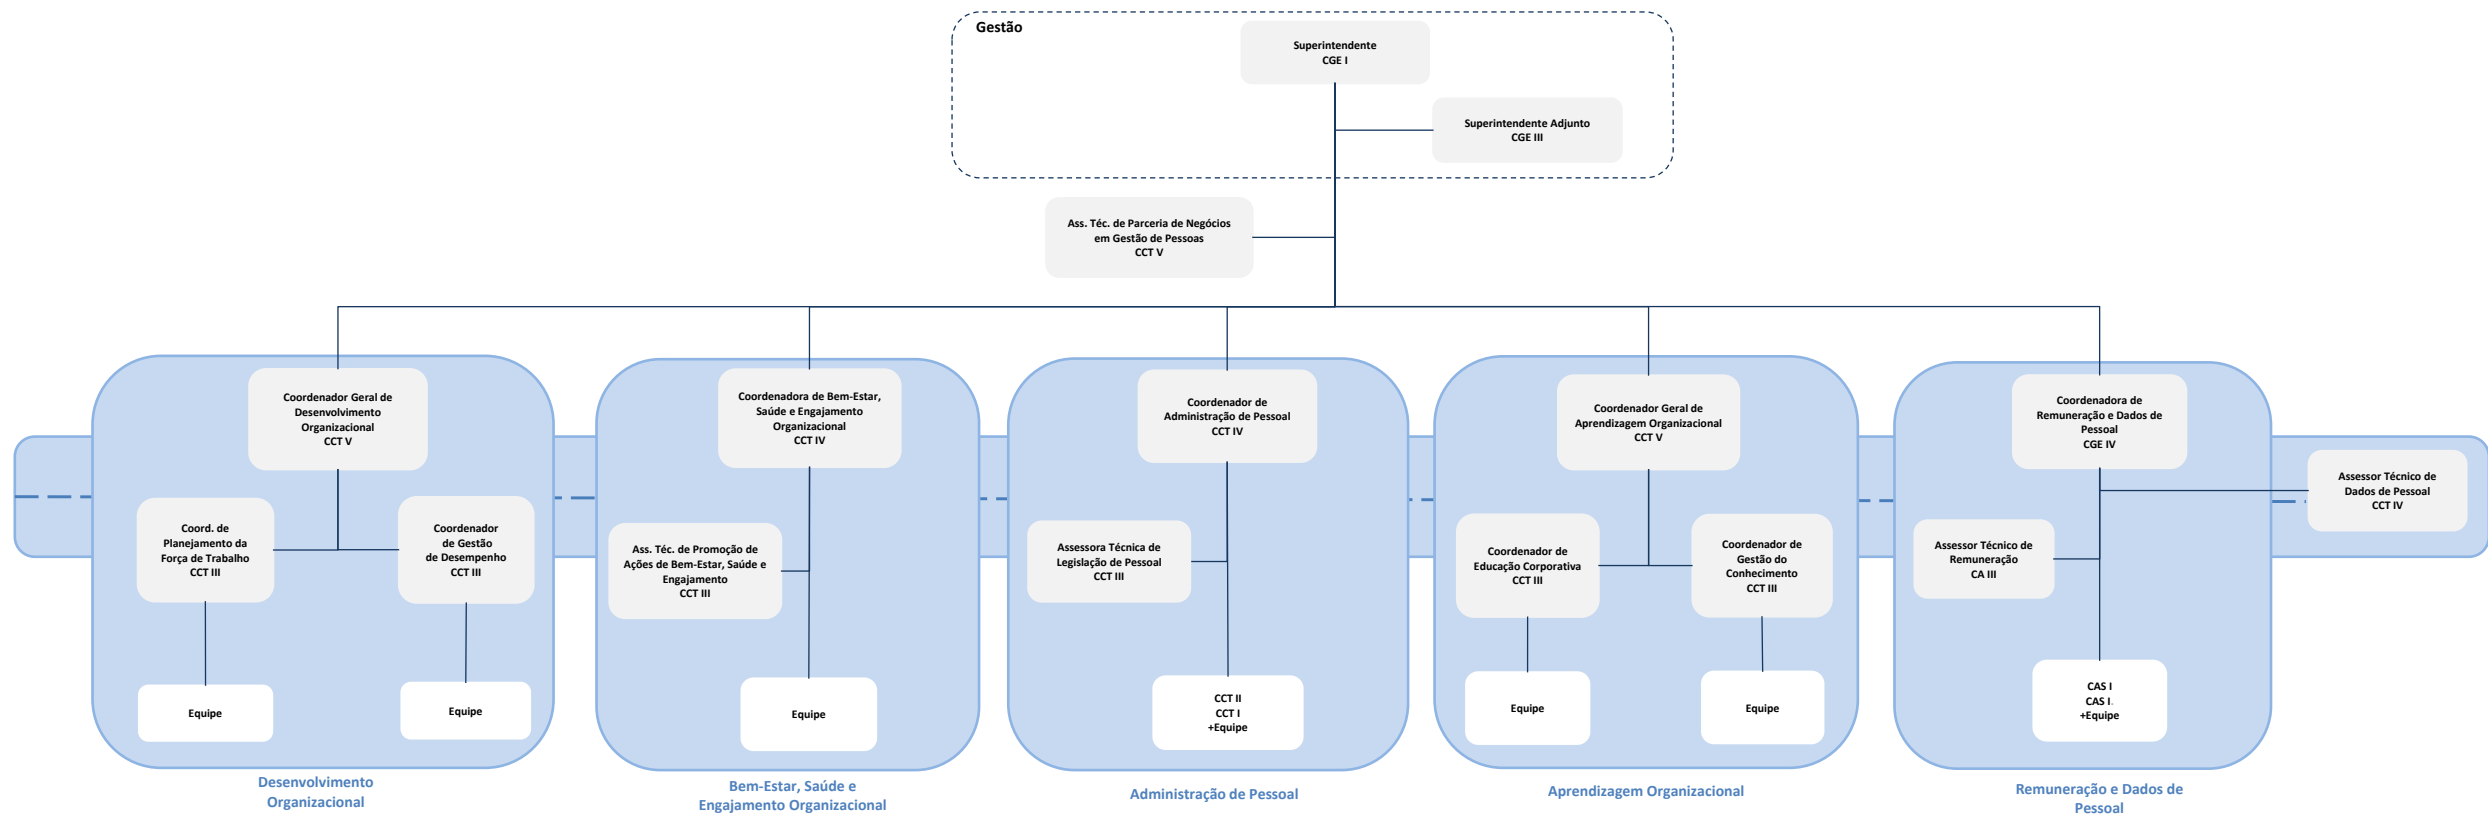 Gestão
Superintendente
CGE I
Superintendente Adjunto
CGE III
Ass. Téc. de Parceria de Negócios
em Gestão de Pessoas
CCT V
Coordenador Geral de
Desenvolvimento
Organizacional
CCT V
Coord. de
Planejamento da
Força de Trabalho
CCT III
Coordenador
de Gestão
de Desempenho
CCT III
Equipe
Equipe
Desenvolvimento
Organizacional
Coordenadora de Bem-Estar,
Saúde e Engajamento
Organizacional
CCT IV
Ass. Téc. de Promoção de
Ações de Bem-Estar, Saúde e
Engajamento
CCT III
Equipe
Bem-Estar, Saúde e
Engajamento Organizacional
Coordenador de
Administração de Pessoal
CCT IV
Assessora Técnica de
Legislação de Pessoal
CCT III
CCT II
CCT I
+Equipe
Administração de Pessoal
Coordenador Geral de
Aprendizagem Organizacional
CCT V
Coordenador de
Educação Corporativa
CCT III
Coordenador de
Gestão do
Conhecimento
CCT III
Equipe
Equipe
Aprendizagem Organizacional
Coordenadora de
Remuneração e Dados de
Pessoal
CGE IV
Assessor Técnico de
Dados de Pessoal
CCT IV
Assessor Técnico de
Remuneração
CA III
CAS I
CAS I.
+Equipe
Remuneração e Dados de
Pessoal